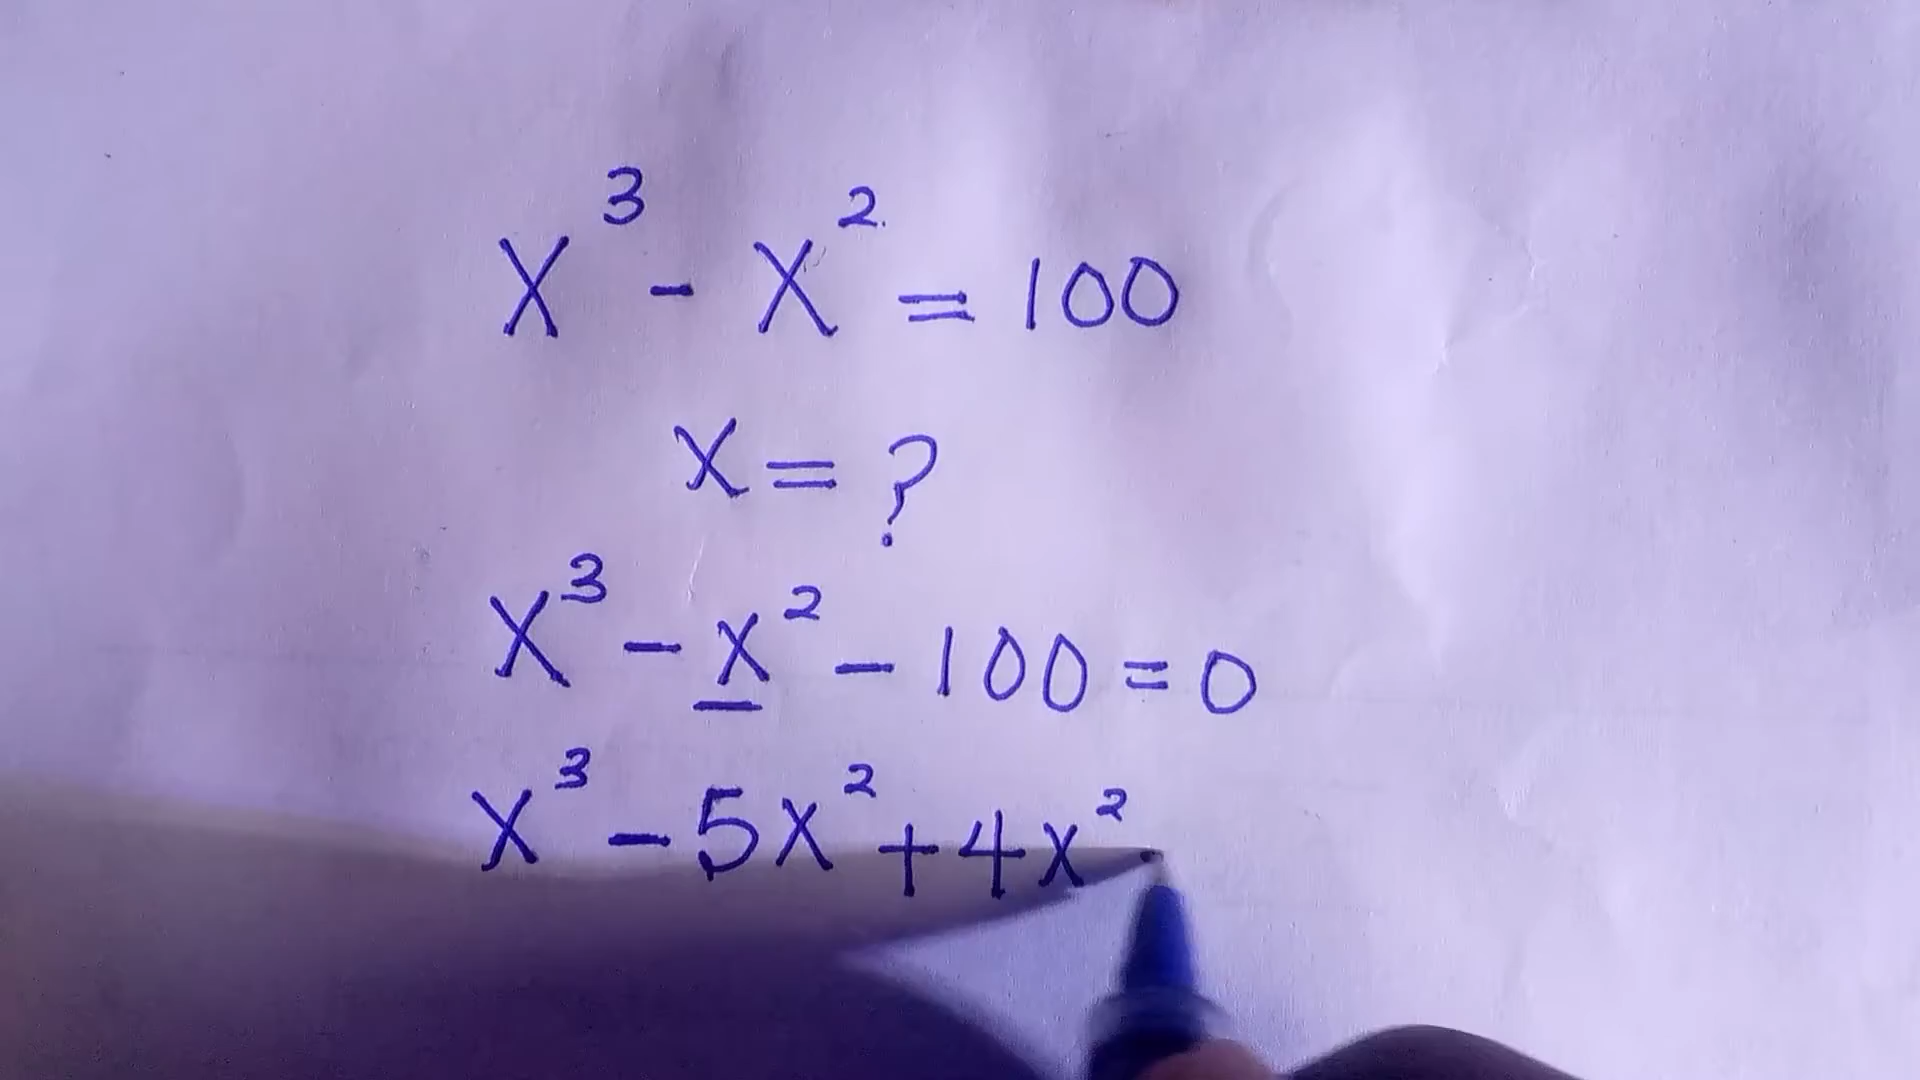 X³ - X² = 100
x = ?
X³ - x² - 100 = 0
x³ - 5x² + 4x²